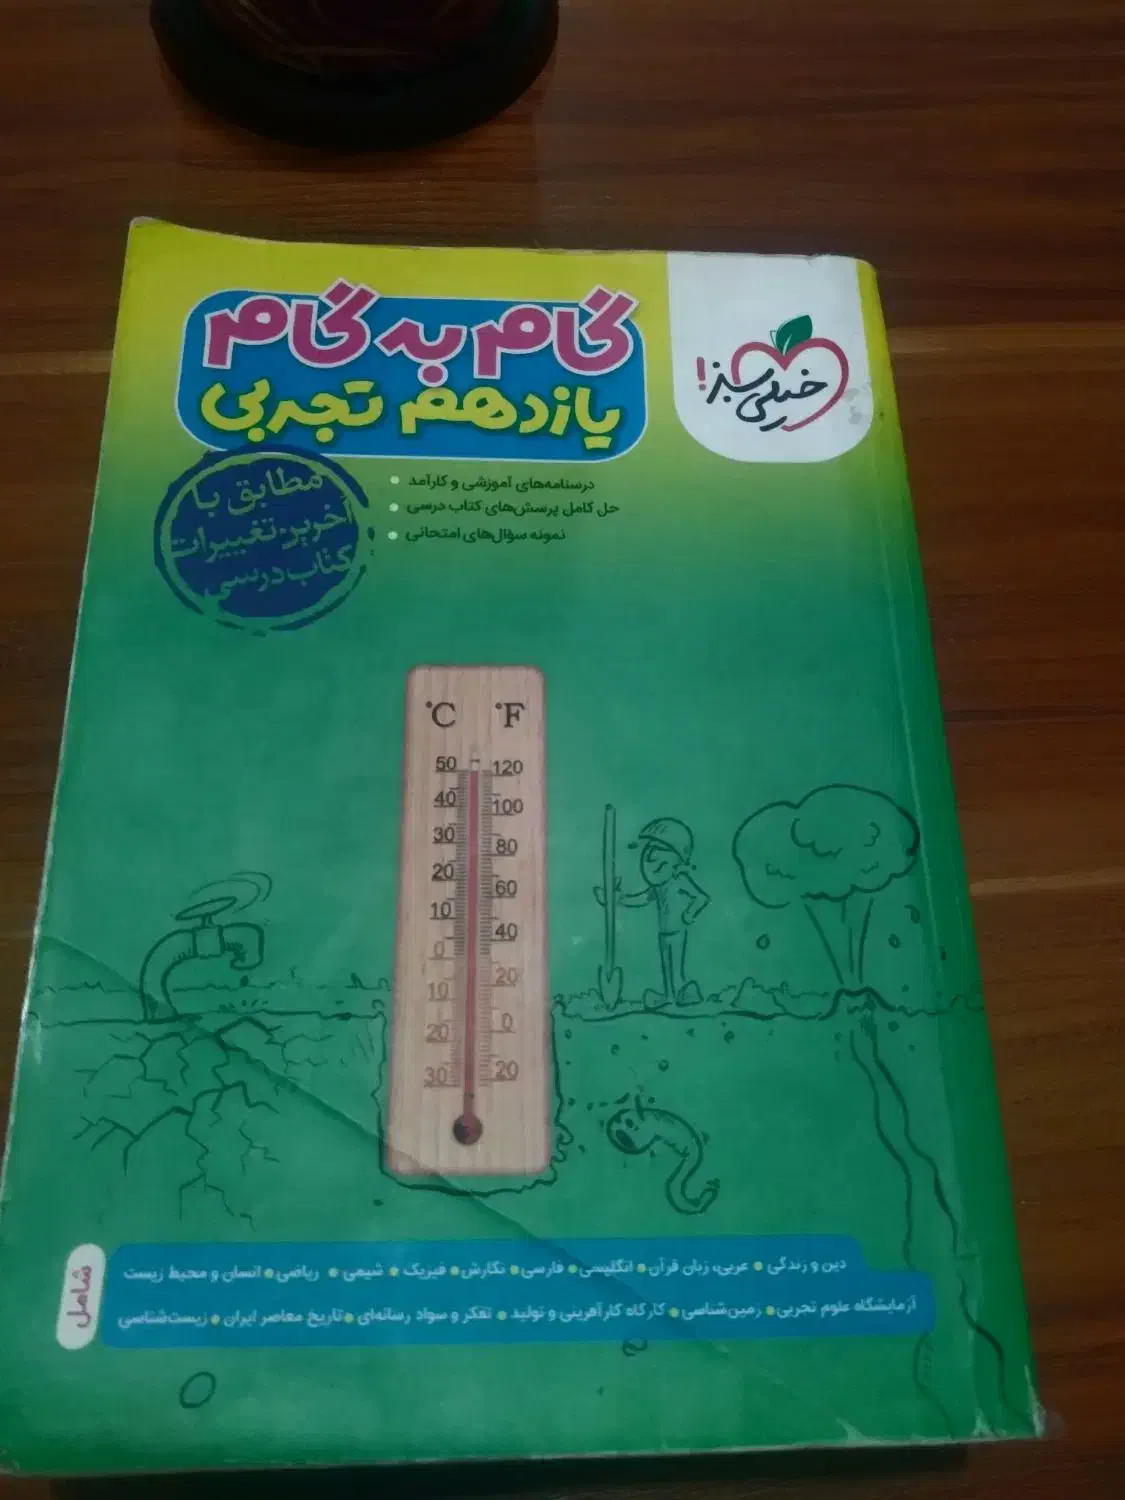 خیلی سبز!
گام به گام
یازدهم تجربی
درسنامه‌های آموزشی و کارآمد
حل کامل پرسش‌های کتاب درسی
نمونه سؤال‌های امتحانی
مطابق با
آخرین تغییرات
کتاب درسی
°C °F
50 120
40 100
30 80
20 60
10 40
0 20
10 0
20 20
30
شامل
دین و زندگی • عربی، زبان قرآن • انگلیسی • فارسی • نگارش • فیزیک • شیمی • ریاضی • انسان و محیط زیست
آزمایشگاه علوم تجربی • زمین‌شناسی • کارگاه کارآفرینی و تولید • تفکر و سواد رسانه‌ای • تاریخ معاصر ایران • زیست‌شناسی